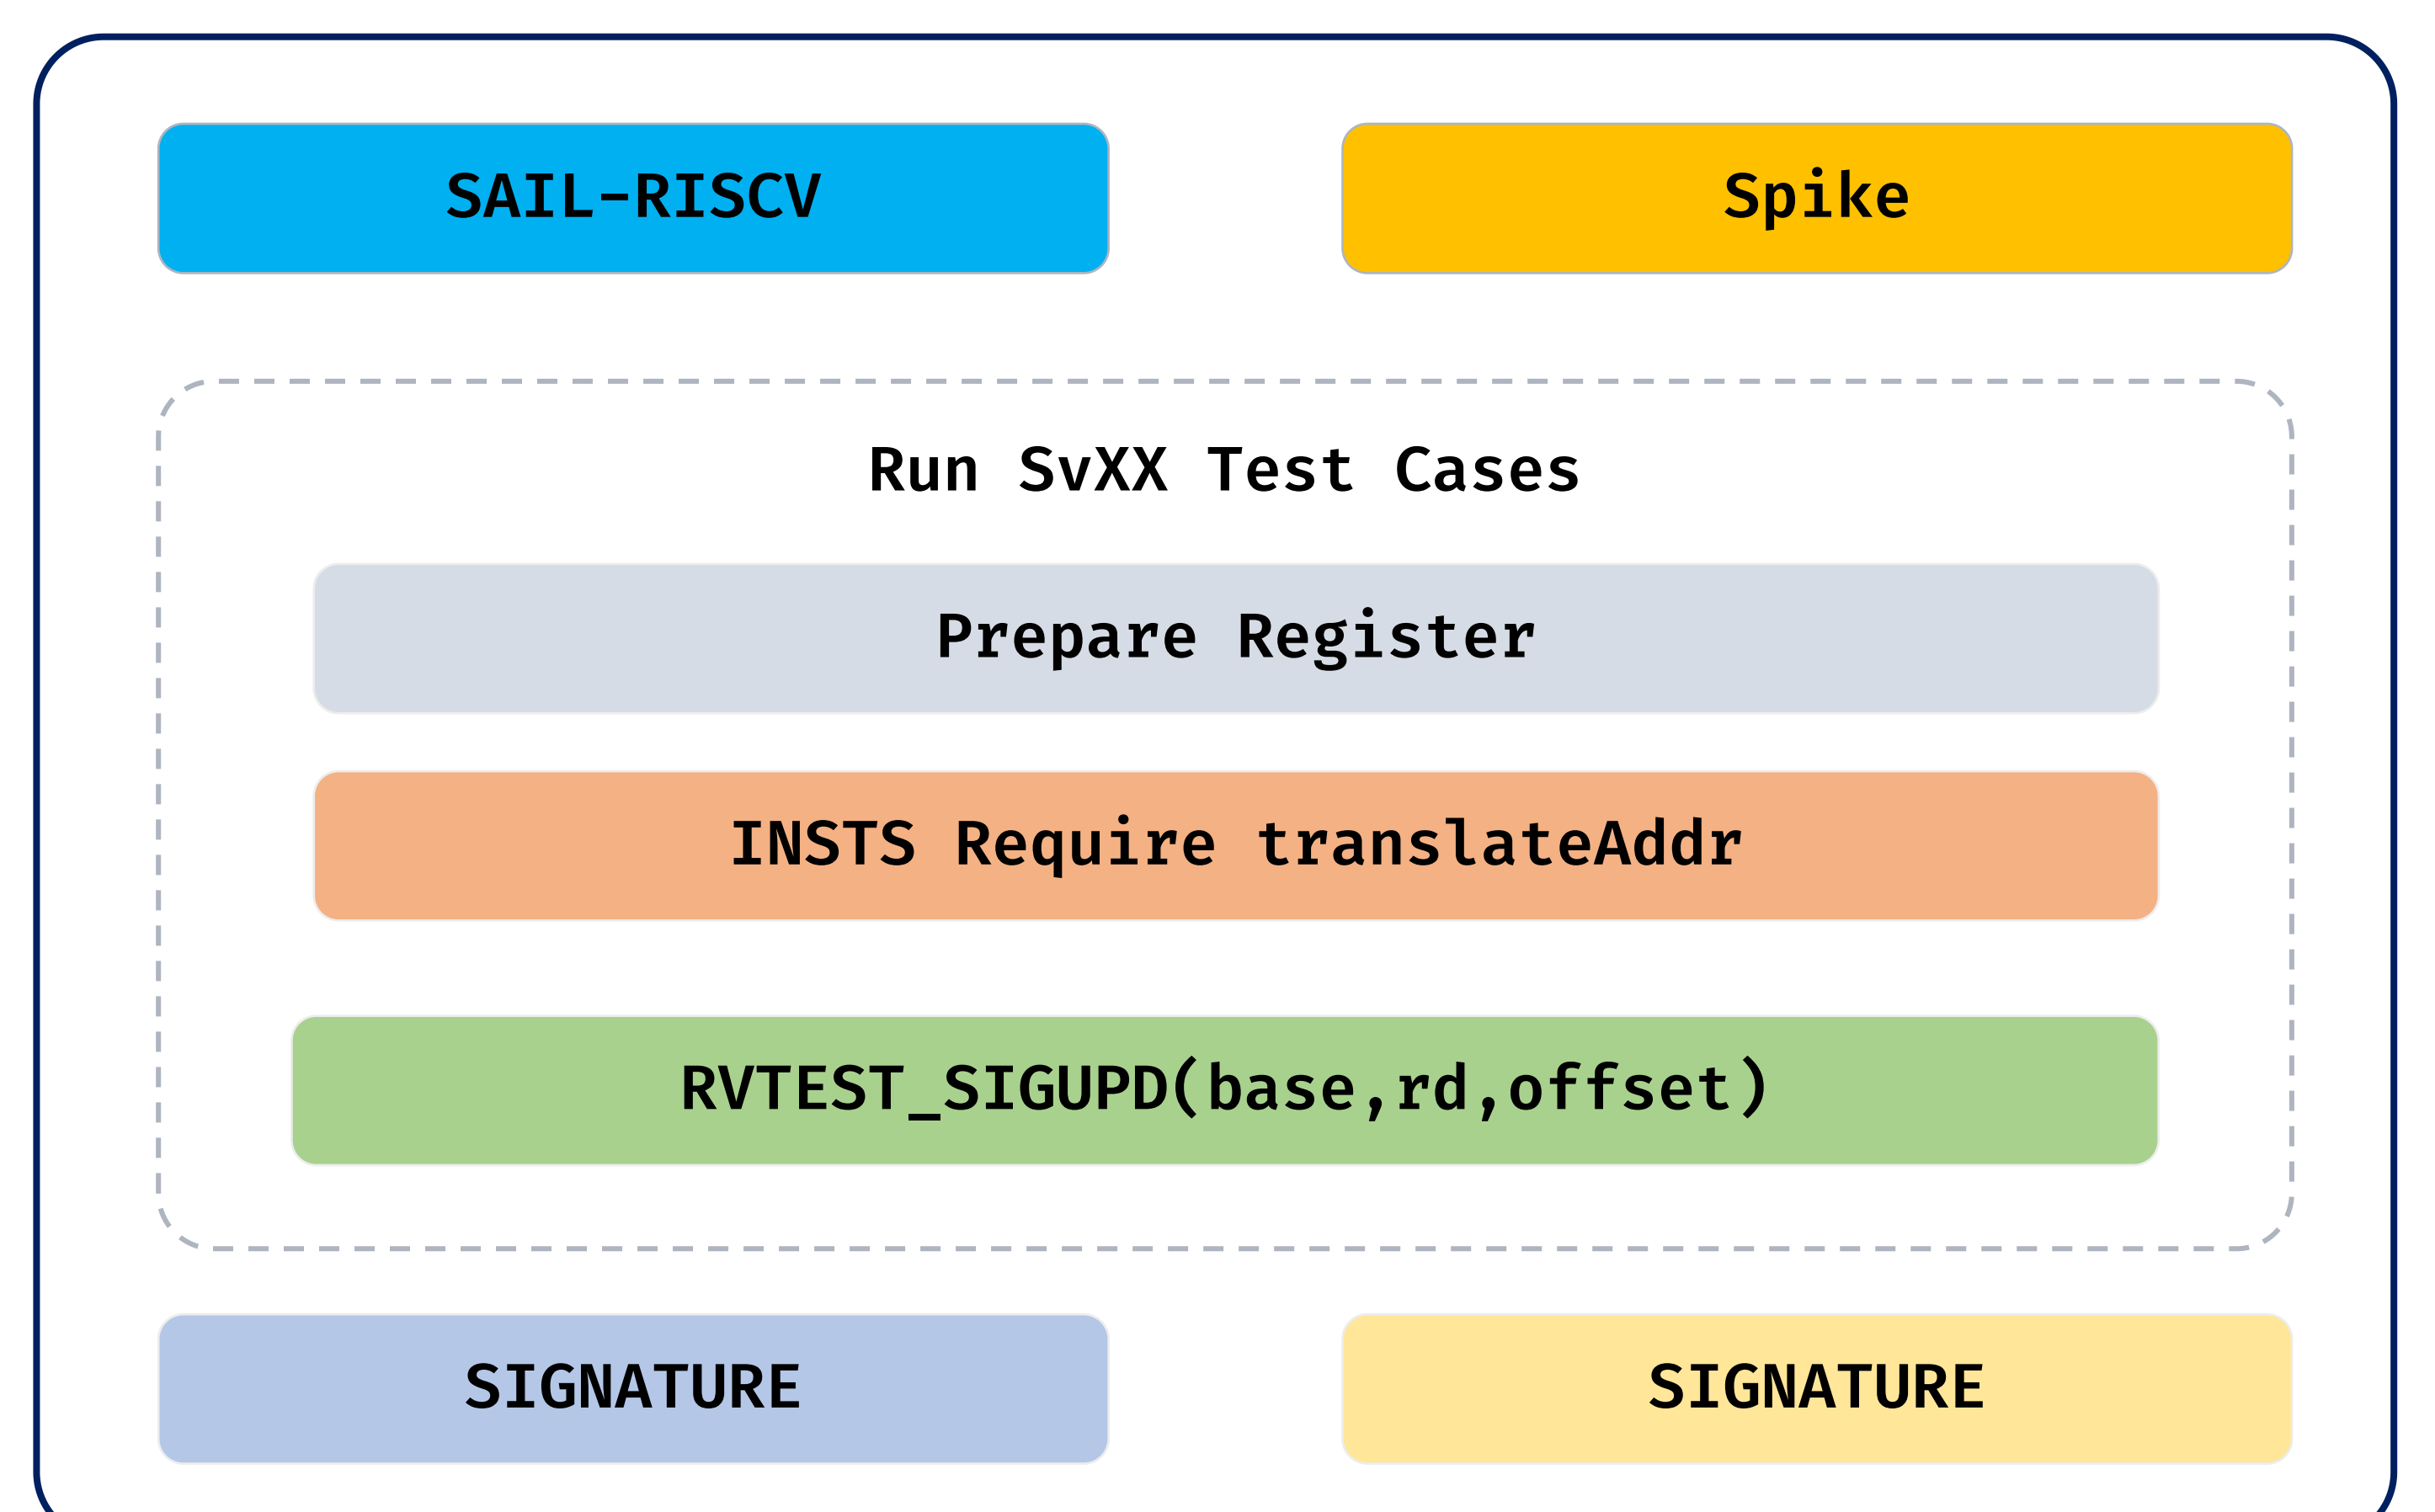 SAIL-RISCV
Spike
Run SvXX Test Cases
Prepare Register
INSTS Require translateAddr
RVTEST_SIGUPD(base,rd,offset)
SIGNATURE
SIGNATURE